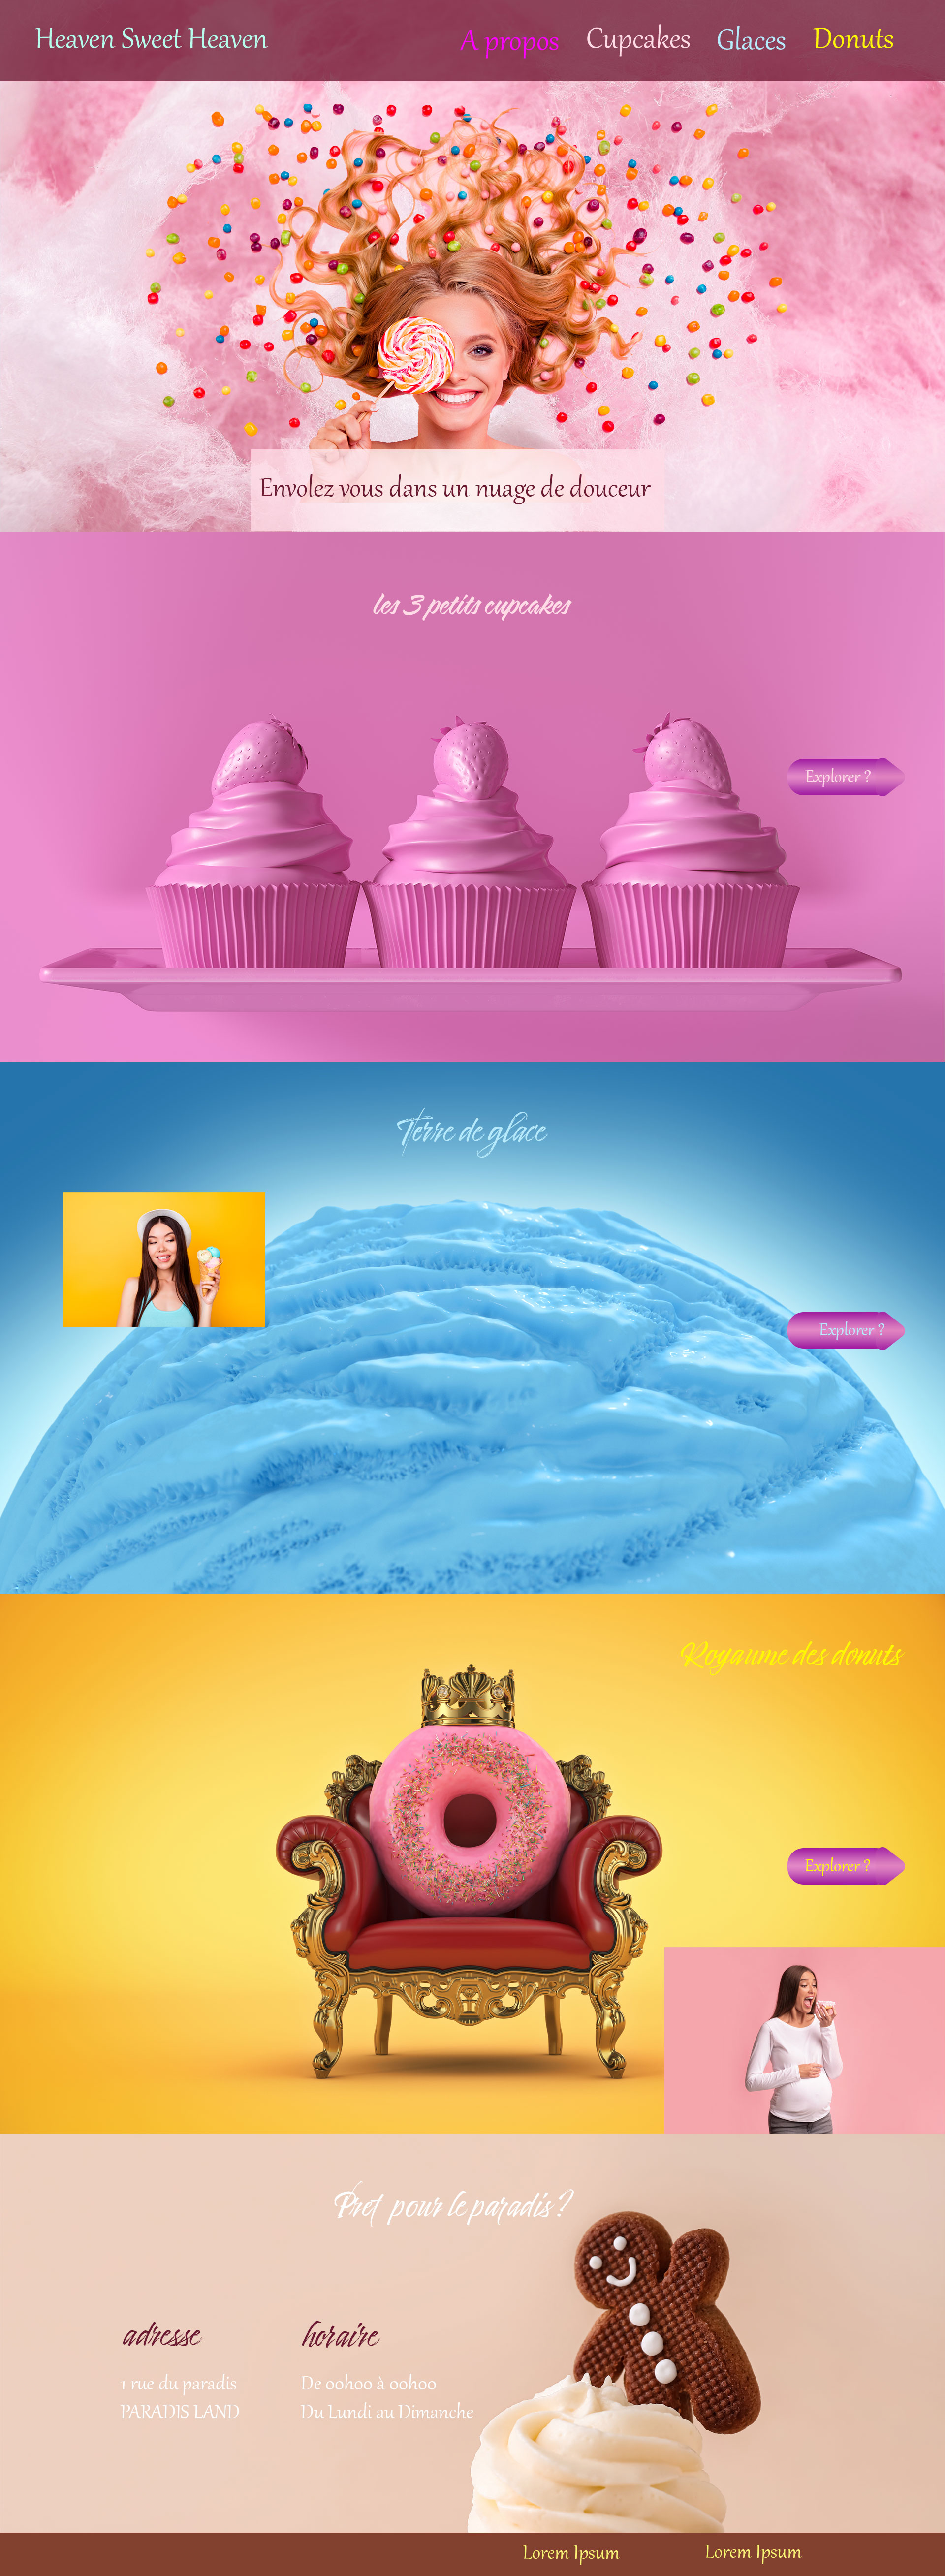 Heaven Sweet Heaven
A propos Cupcakes Glaces Donuts
Envolez vous dans un nuage de douceur
les 3 petits cupcakes
Explorer ?
Terre de glace
Explorer ?
Royaume des donuts
Explorer ?
Pret pour le paradis ?
adresse
1 rue du paradis
PARADIS LAND
horaire
De 00h00 à 00h00
Du Lundi au Dimanche
Lorem Ipsum
Lorem Ipsum